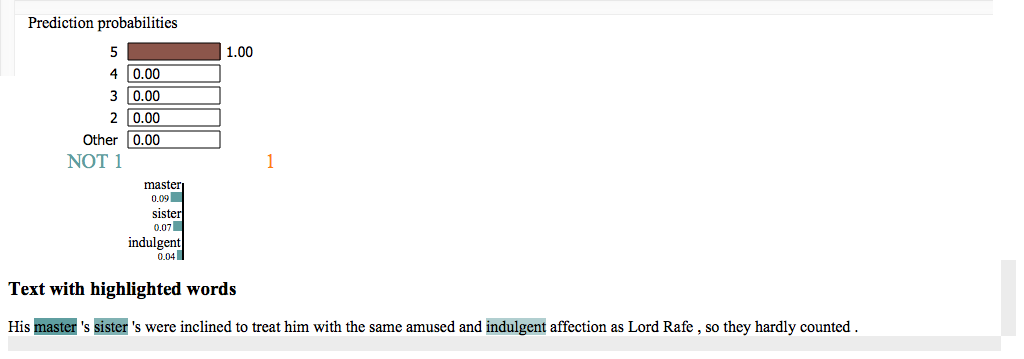 Prediction probabilities
5 1.00
4 0.00
3 0.00
2 0.00
Other 0.00
NOT 1 1
master
0.09
sister
0.07
indulgent
0.04
Text with highlighted words
His master 's sister 's were inclined to treat him with the same amused and indulgent affection as Lord Rafe , so they hardly counted .